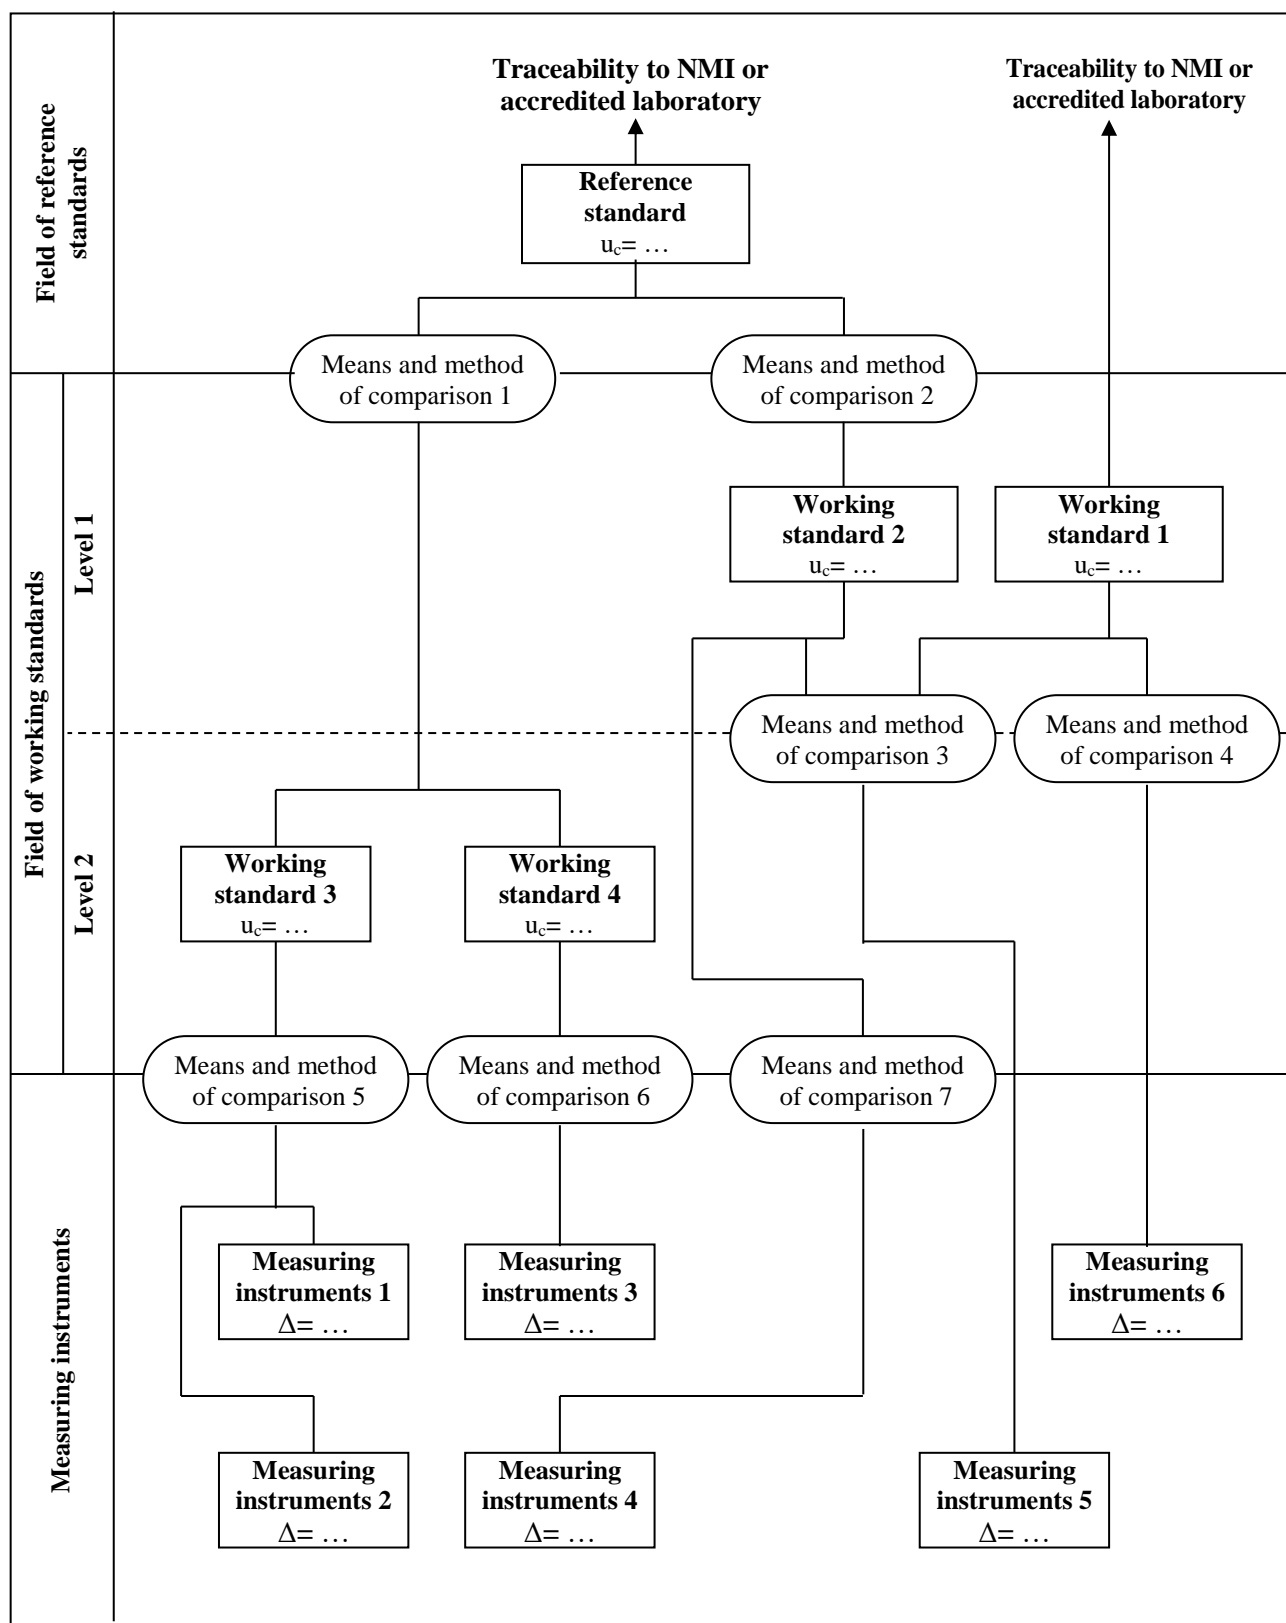 Traceability to NMI or
accredited laboratory
Traceability to NMI or
accredited laboratory
Field of reference
standards
Reference
standard
uc= …
Means and method
of comparison 1
Means and method
of comparison 2
Field of working standards
Level 1
Working
standard 2
uc= …
Working
standard 1
uc= …
Means and method
of comparison 3
Means and method
of comparison 4
Level 2
Working
standard 3
uc= …
Working
standard 4
uc= …
Means and method
of comparison 5
Means and method
of comparison 6
Means and method
of comparison 7
Measuring instruments
Measuring
instruments 1
Δ= …
Measuring
instruments 3
Δ= …
Measuring
instruments 6
Δ= …
Measuring
instruments 2
Δ= …
Measuring
instruments 4
Δ= …
Measuring
instruments 5
Δ= …